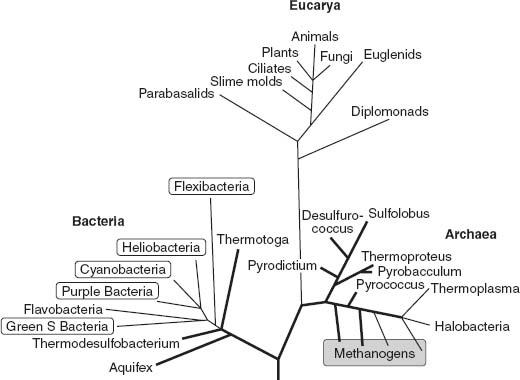 Eucarya
Animals
Plants
Fungi
Euglenids
Ciliates
Slime molds
Parabasalids
Diplomonads
Flexibacteria
Bacteria
Desulfuro-
coccus
Sulfolobus
Archaea
Heliobacteria
Thermotoga
Thermoproteus
Pyrodictium
Pyrobacculum
Cyanobacteria
Pyrococcus
Thermoplasma
Purple Bacteria
Flavobacteria
Green S Bacteria
Halobacteria
Thermodesulfobacterium
Methanogens
Aquifex